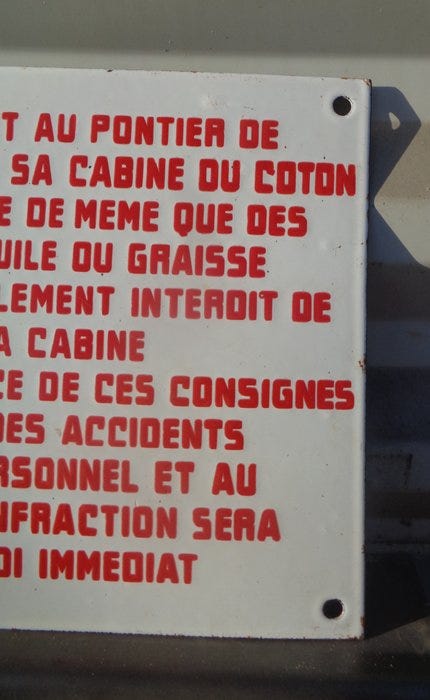 T AU PONTIER DE
SA CABINE DU COTON
E DE MEME QUE DES
UILE OU GRAISSE
LEMENT INTERDIT DE
A CABINE
CE DE CES CONSIGNES
DES ACCIDENTS
RSONNEL ET AU
NFRACTION SERA
OI IMMEDIAT